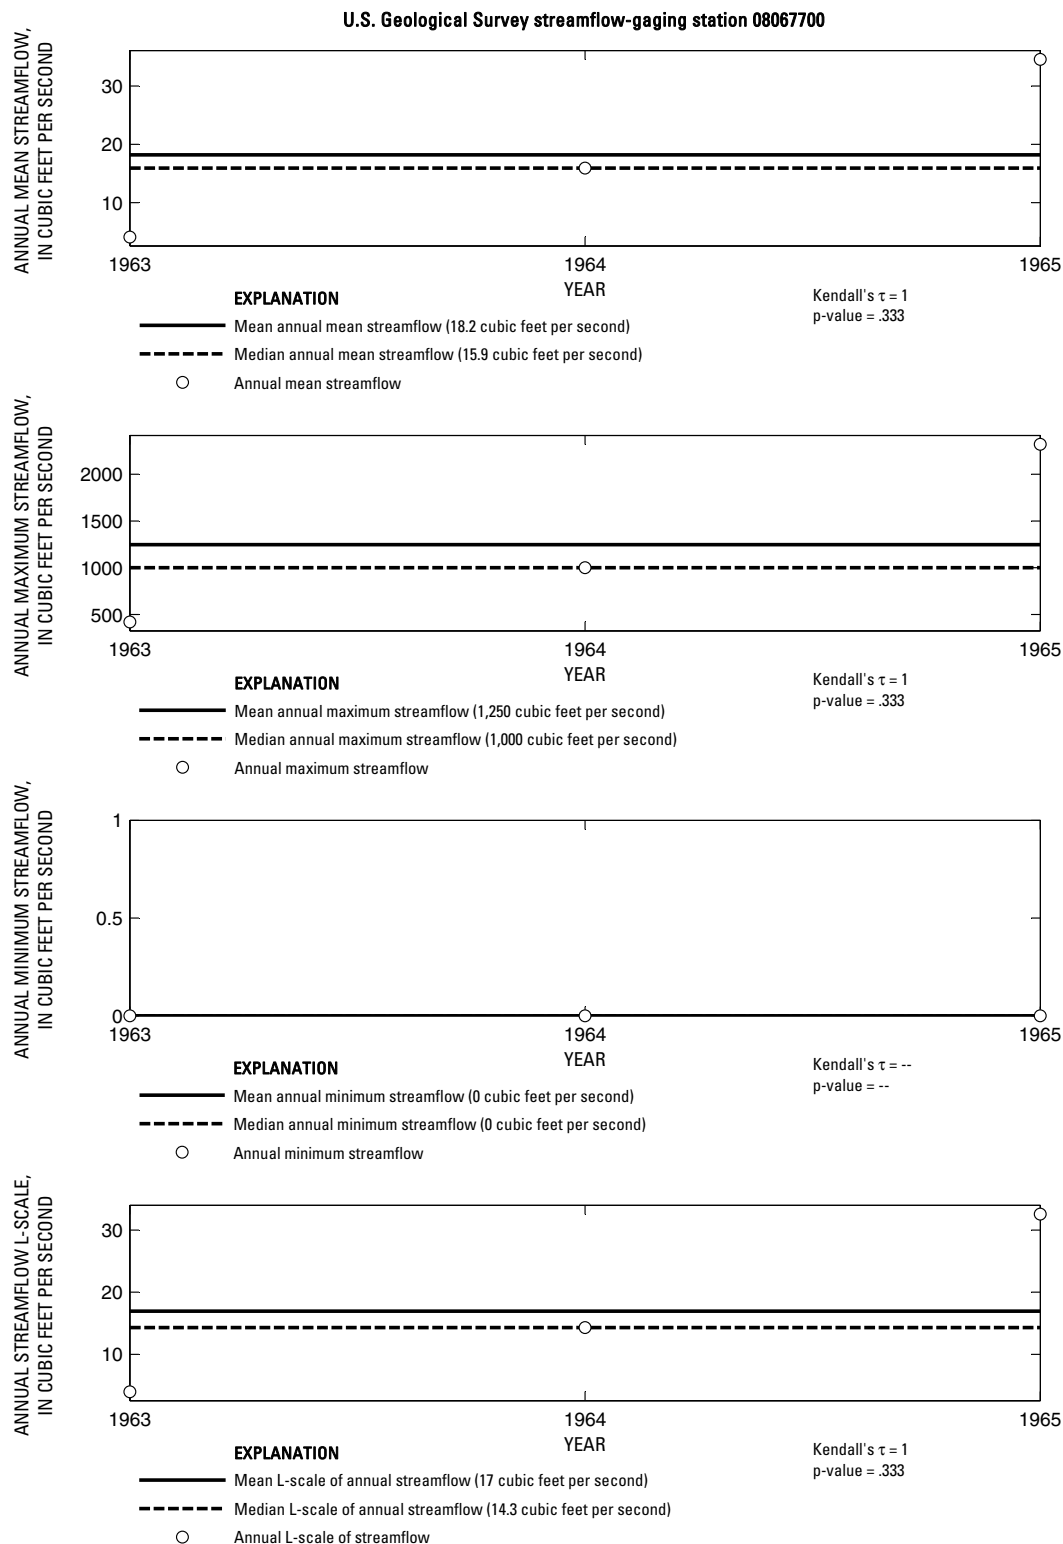 U.S. Geological Survey streamflow-gaging station 08067700
ANNUAL MEAN STREAMFLOW,
IN CUBIC FEET PER SECOND
30
20
10
1963
1964
1965
YEAR
Kendall's τ = 1
p-value = .333
EXPLANATION
Mean annual mean streamflow (18.2 cubic feet per second)
Median annual mean streamflow (15.9 cubic feet per second)
Annual mean streamflow
ANNUAL MAXIMUM STREAMFLOW,
IN CUBIC FEET PER SECOND
2000
1500
1000
500
1963
1964
1965
YEAR
Kendall's τ = 1
p-value = .333
EXPLANATION
Mean annual maximum streamflow (1,250 cubic feet per second)
Median annual maximum streamflow (1,000 cubic feet per second)
Annual maximum streamflow
ANNUAL MINIMUM STREAMFLOW,
IN CUBIC FEET PER SECOND
1
0.5
0
1963
1964
1965
YEAR
Kendall's τ = --
p-value = --
EXPLANATION
Mean annual minimum streamflow (0 cubic feet per second)
Median annual minimum streamflow (0 cubic feet per second)
Annual minimum streamflow
ANNUAL STREAMFLOW L-SCALE,
IN CUBIC FEET PER SECOND
30
20
10
1963
1964
1965
YEAR
Kendall's τ = 1
p-value = .333
EXPLANATION
Mean L-scale of annual streamflow (17 cubic feet per second)
Median L-scale of annual streamflow (14.3 cubic feet per second)
Annual L-scale of streamflow